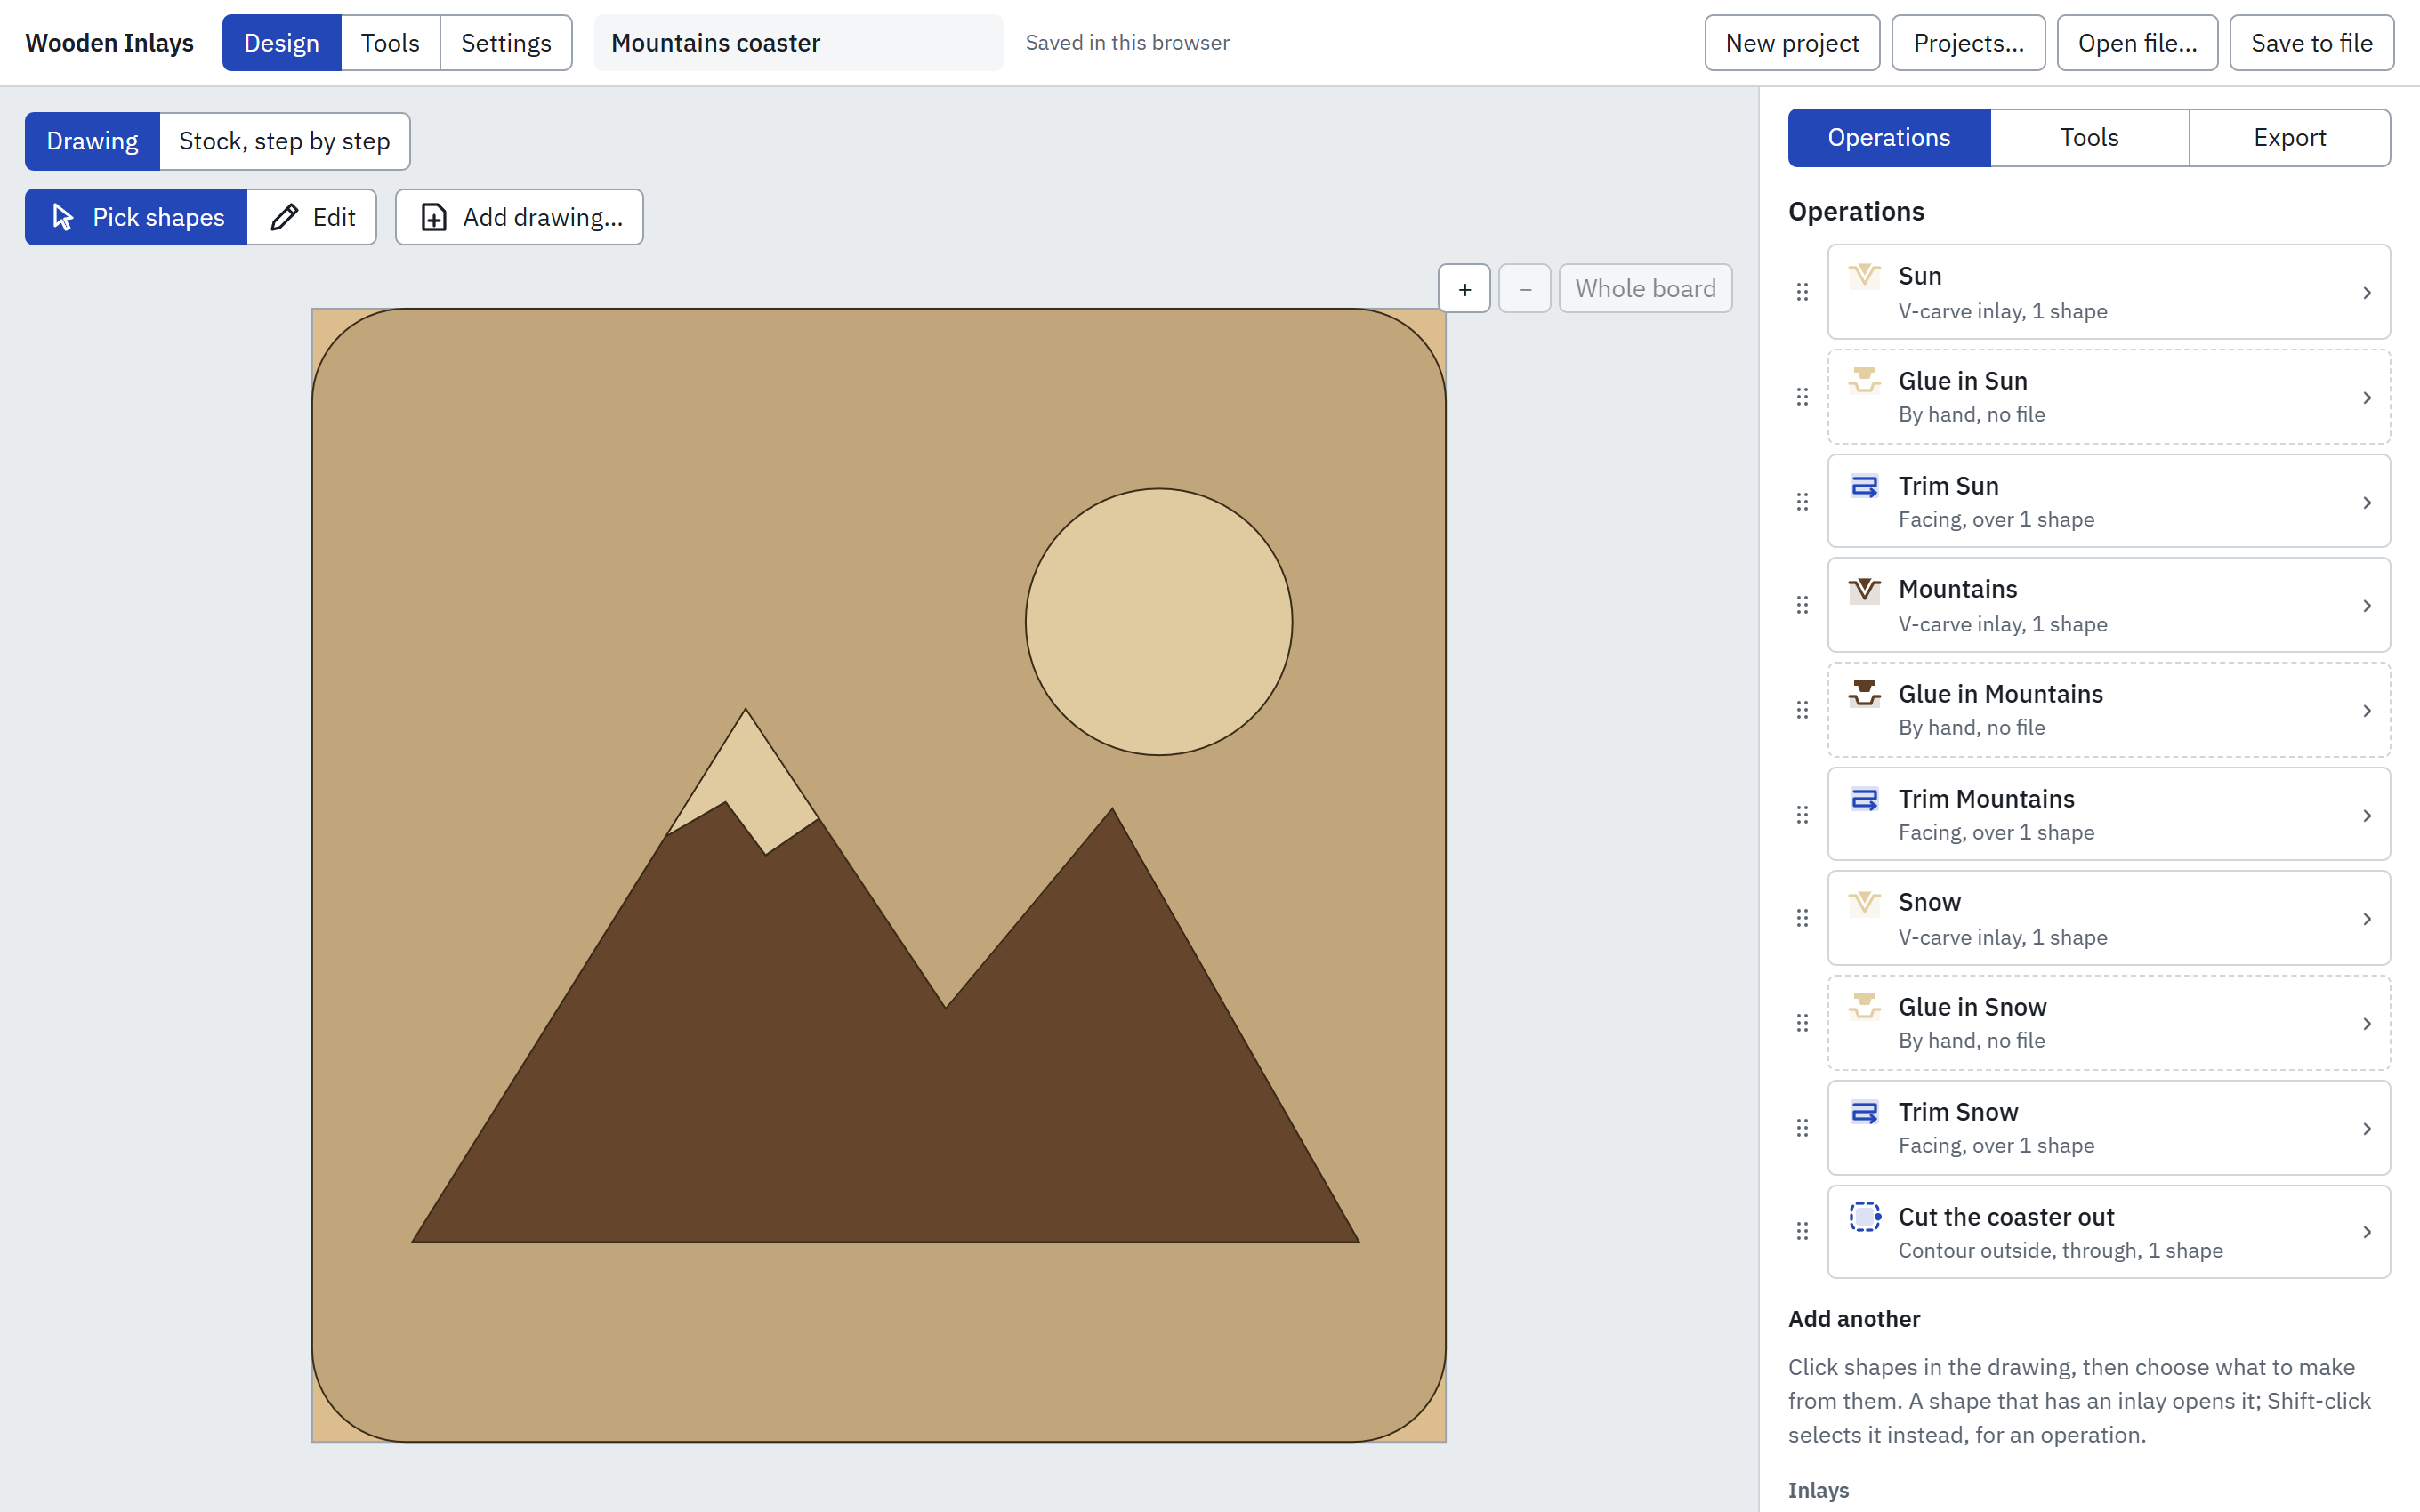 Wooden Inlays
Design
Tools
Settings
Mountains coaster
Saved in this browser
New project
Projects...
Open file...
Save to file
Drawing
Stock, step by step
Pick shapes
Edit
Add drawing...
+
−
Whole board
Operations
Tools
Export
Operations
Sun
V-carve inlay, 1 shape
Glue in Sun
By hand, no file
Trim Sun
Facing, over 1 shape
Mountains
V-carve inlay, 1 shape
Glue in Mountains
By hand, no file
Trim Mountains
Facing, over 1 shape
Snow
V-carve inlay, 1 shape
Glue in Snow
By hand, no file
Trim Snow
Facing, over 1 shape
Cut the coaster out
Contour outside, through, 1 shape
Add another
Click shapes in the drawing, then choose what to make
from them. A shape that has an inlay opens it; Shift-click
selects it instead, for an operation.
Inlays